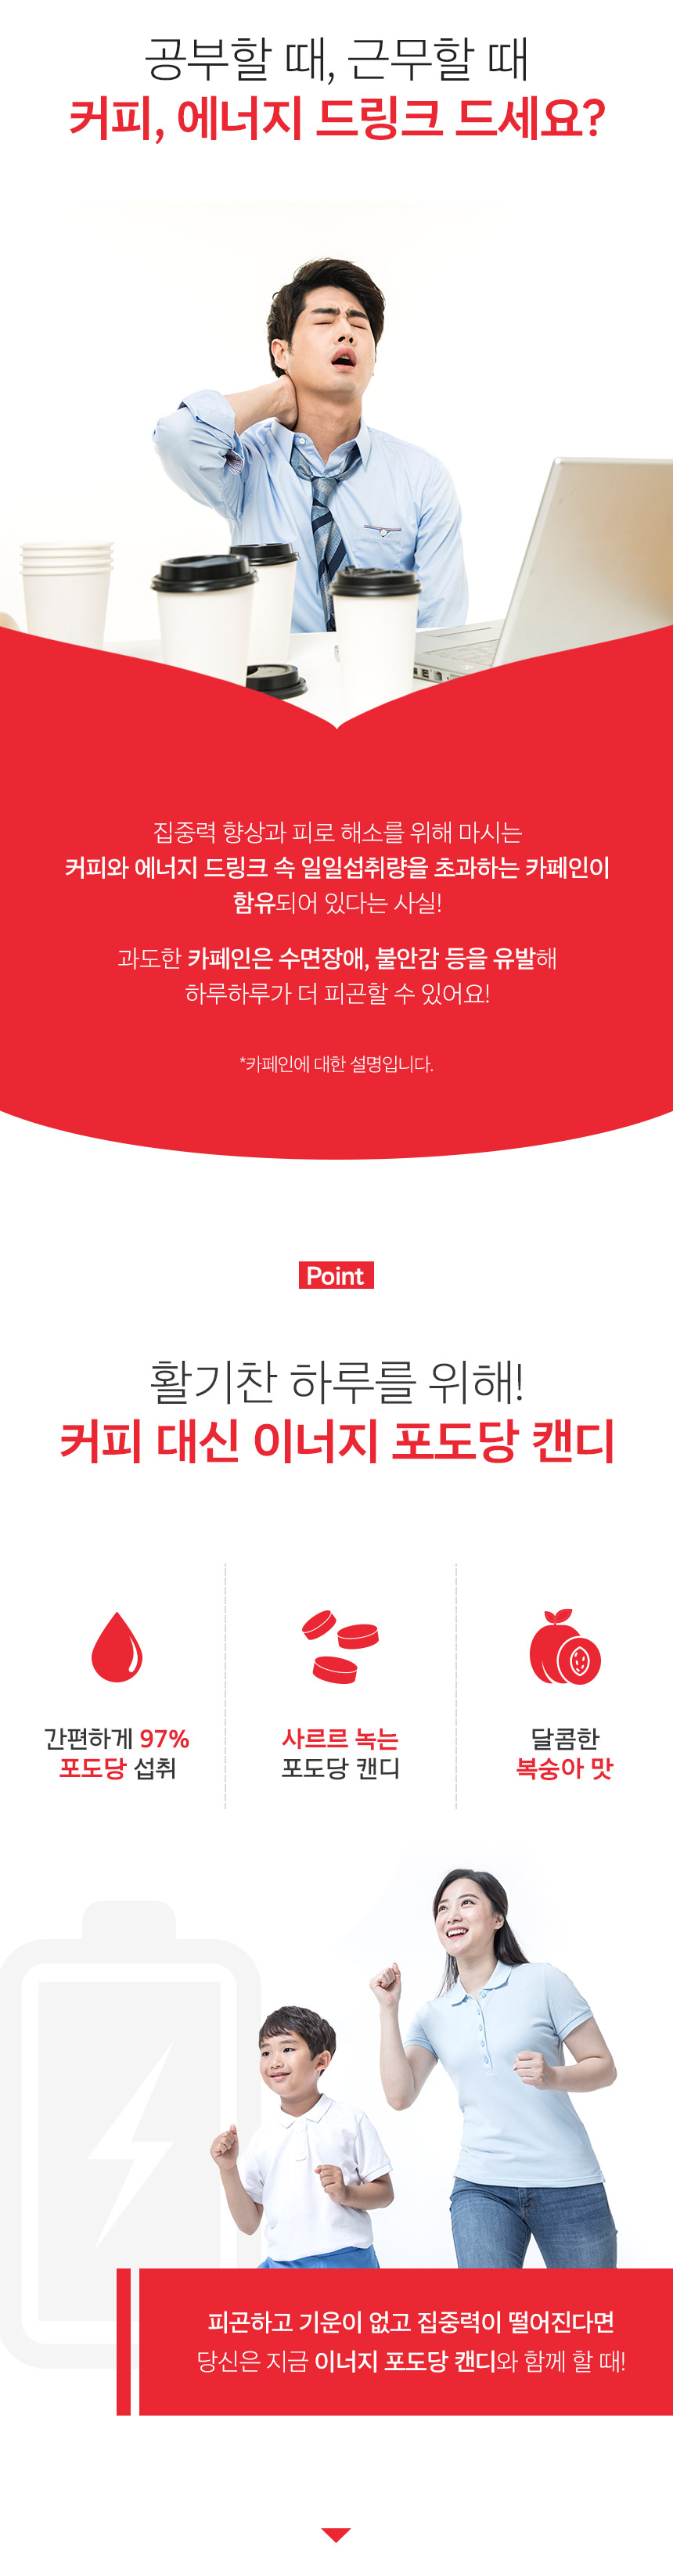 공부할 때, 근무할 때
커피, 에너지 드링크 드세요?
집중력 향상과 피로 해소를 위해 마시는
커피와 에너지 드링크 속 일일섭취량을 초과하는 카페인이
함유되어 있다는 사실!
과도한 카페인은 수면장애, 불안감 등을 유발해
하루하루가 더 피곤할 수 있어요!
*카페인에 대한 설명입니다.
Point
활기찬 하루를 위해!
커피 대신 이너지 포도당 캔디
간편하게 97%
포도당 섭취
사르르 녹는
포도당 캔디
달콤한
복숭아 맛
피곤하고 기운이 없고 집중력이 떨어진다면
당신은 지금 이너지 포도당 캔디와 함께 할 때!